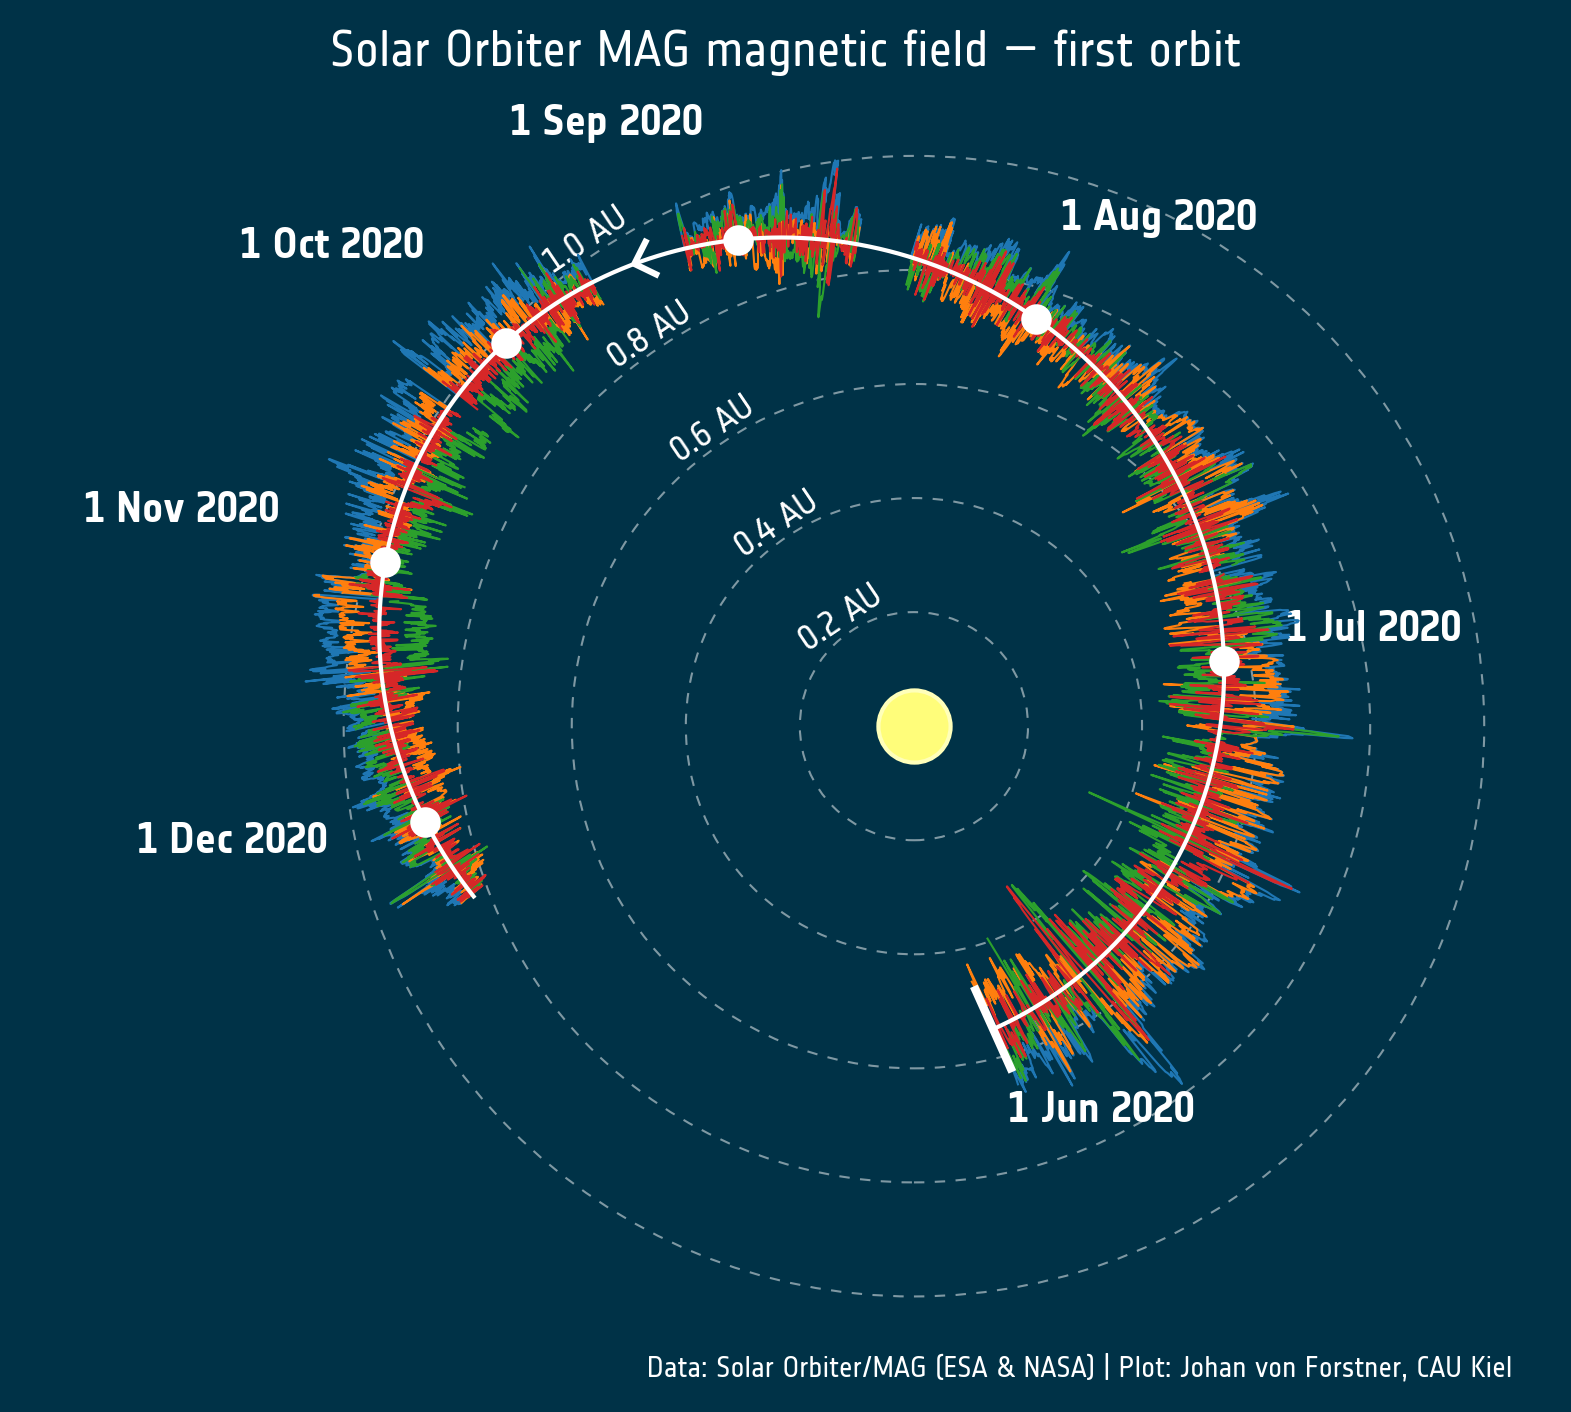 Solar Orbiter MAG magnetic field – first orbit
1 Sep 2020
1 Aug 2020
1 Oct 2020
1.0 AU
0.8 AU
0.6 AU
1 Nov 2020
0.4 AU
0.2 AU
1 Jul 2020
1 Dec 2020
1 Jun 2020
Data: Solar Orbiter/MAG (ESA & NASA) | Plot: Johan von Forstner, CAU Kiel